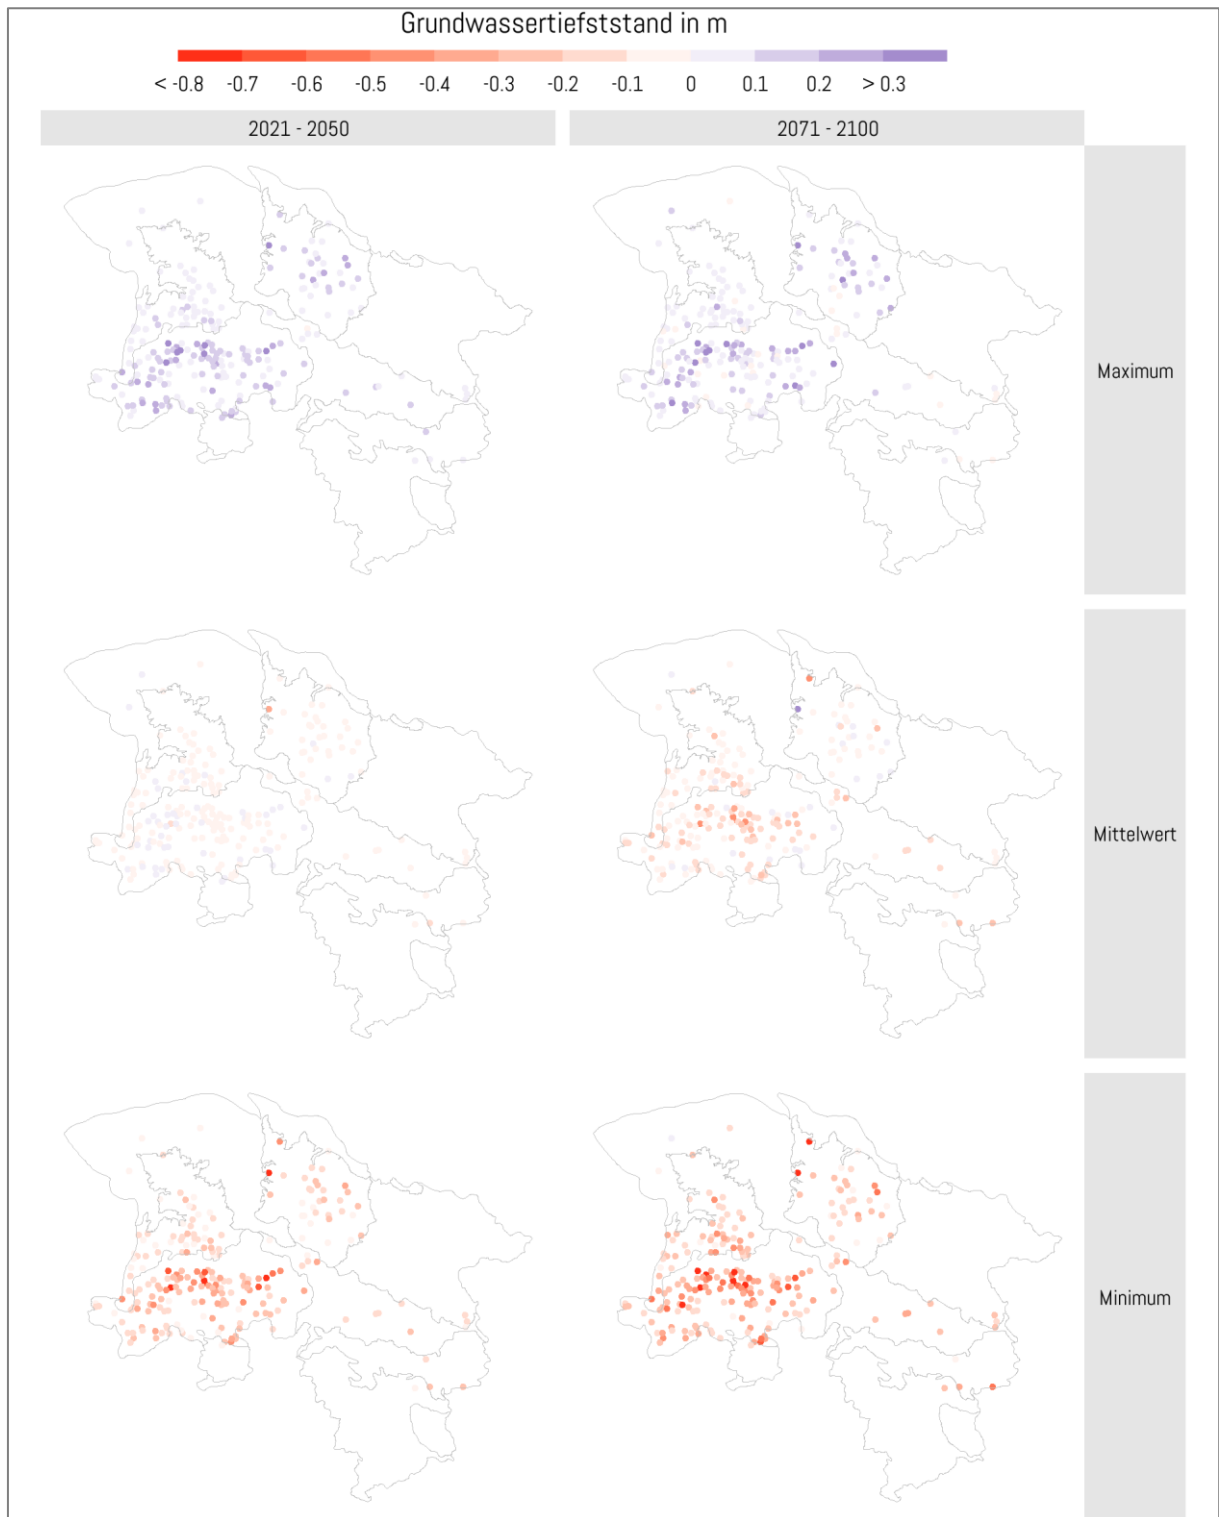 Grundwassertiefststand in m
< -0.8 -0.7 -0.6 -0.5 -0.4 -0.3 -0.2 -0.1 0 0.1 0.2 > 0.3
2021 - 2050 2071 - 2100
Maximum
Mittelwert
Minimum